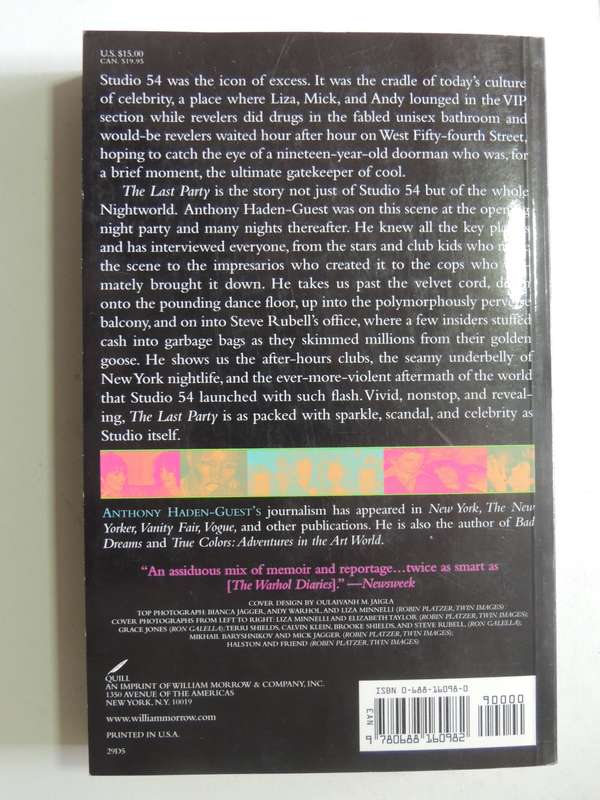 U.S. $15.00
CAN. $19.95
Studio 54 was the icon of excess. It was the cradle of today's culture
of celebrity, a place where Liza, Mick, and Andy lounged in the VIP
section while revelers did drugs in the fabled unisex bathroom and
would-be revelers waited hour after hour on West Fifty-fourth Street,
hoping to catch the eye of a nineteen-year-old doorman who was, for
a brief moment, the ultimate gatekeeper of cool.
The Last Party is the story not just of Studio 54 but of the whole
Nightworld. Anthony Haden-Guest was on this scene at the opening
night party and many nights thereafter. He knew all the key
and has interviewed everyone, from the stars and club kids who
the scene to the impresarios who created it to the cops who
mately brought it down. He takes us past the velvet cord,
onto the pounding dance floor, up into the polymorphously perverse
balcony, and on into Steve Rubell's office, where a few insiders stuffed
cash into garbage bags as they skimmed millions from their golden
goose. He shows us the after-hours clubs, the seamy underbelly of
New York nightlife, and the ever-more-violent aftermath of the world
that Studio 54 launched with such flash. Vivid, nonstop, and reveal-
ing, The Last Party is as packed with sparkle, scandal, and celebrity as
Studio itself.
ANTHONY HADEN-GUEST'S journalism has appeared in New York, The New
Yorker, Vanity Fair, Vogue, and other publications. He is also the author of Bad
Dreams and True Colors: Adventures in the Art World.
"An assiduous mix of memoir and reportage...twice as smart as
[The Warhol Diaries]."—Newsweek
COVER DESIGN BY OULAIVANH M. JAIGLA
TOP PHOTOGRAPH: BIANCA JAGGER, ANDY WARHOL, AND LIZA MINNELLI (ROBIN PLATZER, TWIN IMAGES)
COVER PHOTOGRAPHS FROM LEFT TO RIGHT: LIZA MINNELLI AND ELIZABETH TAYLOR, (ROBIN PLATZER, TWIN IMAGES);
GRACE JONES (RON GALELLA); TERRI SHIELDS, CALVIN KLEIN, BROOKE SHIELDS, AND STEVE RUBELL, (RON GALELLA);
MIKHAIL BARYSHNIKOV AND MICK JAGGER (ROBIN PLATZER, TWIN IMAGES);
HALSTON AND FRIEND (ROBIN PLATZER, TWIN IMAGES)
QUILL
AN IMPRINT OF WILLIAM MORROW & COMPANY, INC.
1350 AVENUE OF THE AMERICAS
NEW YORK, N.Y. 10019
www.williammorrow.com
PRINTED IN U.S.A.
29D5
ISBN 0-688-16098-0
90000
EAN
9 780688 160982